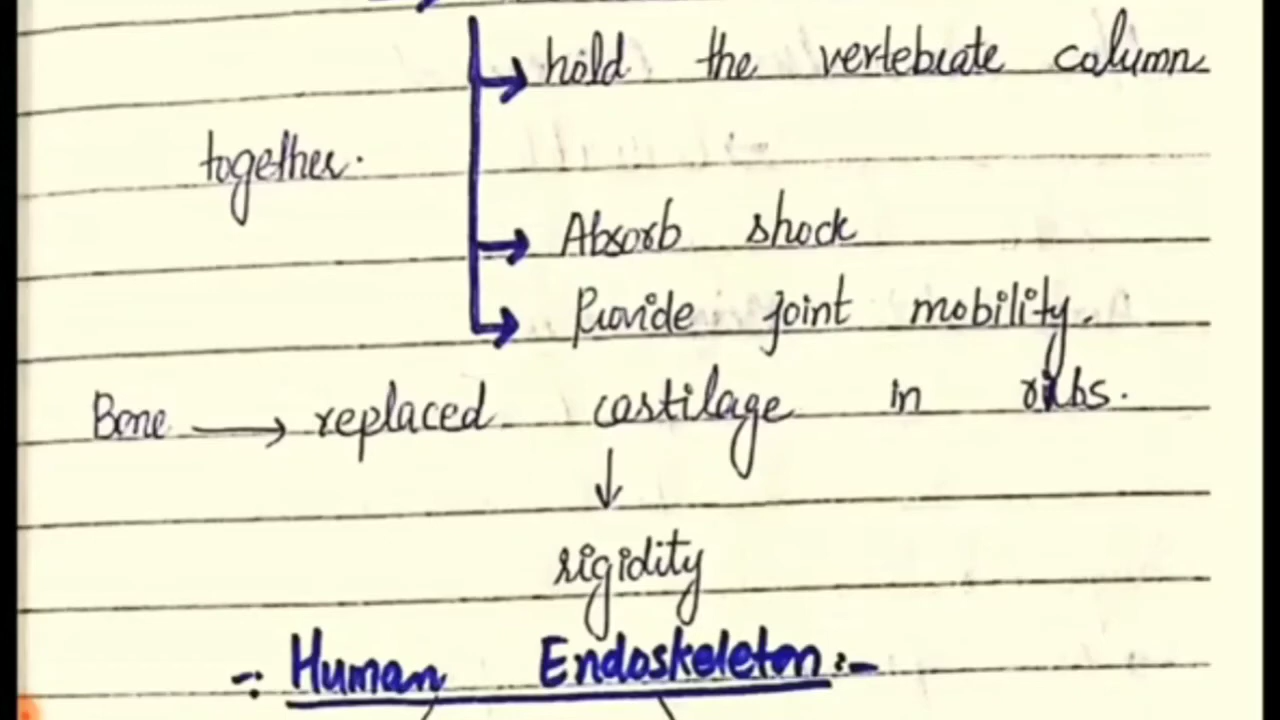 → hold the vertebrate column
together.
→ Absorb shock
→ Provide joint mobility.
Bone → replaced cartilage in ribs.
↓
rigidity
-: Human Endoskeleton :-